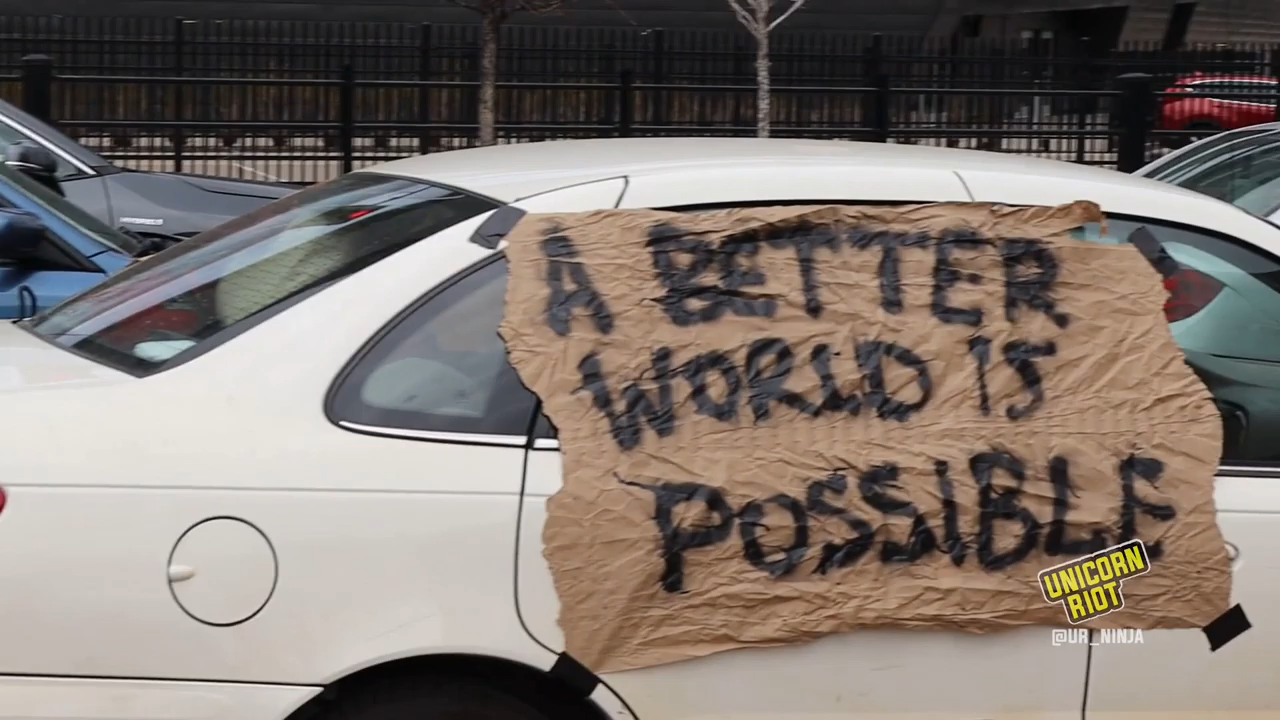 A BETTER
WORLD IS
POSSIBLE
UNICORN
RIOT
@UR_NINJA